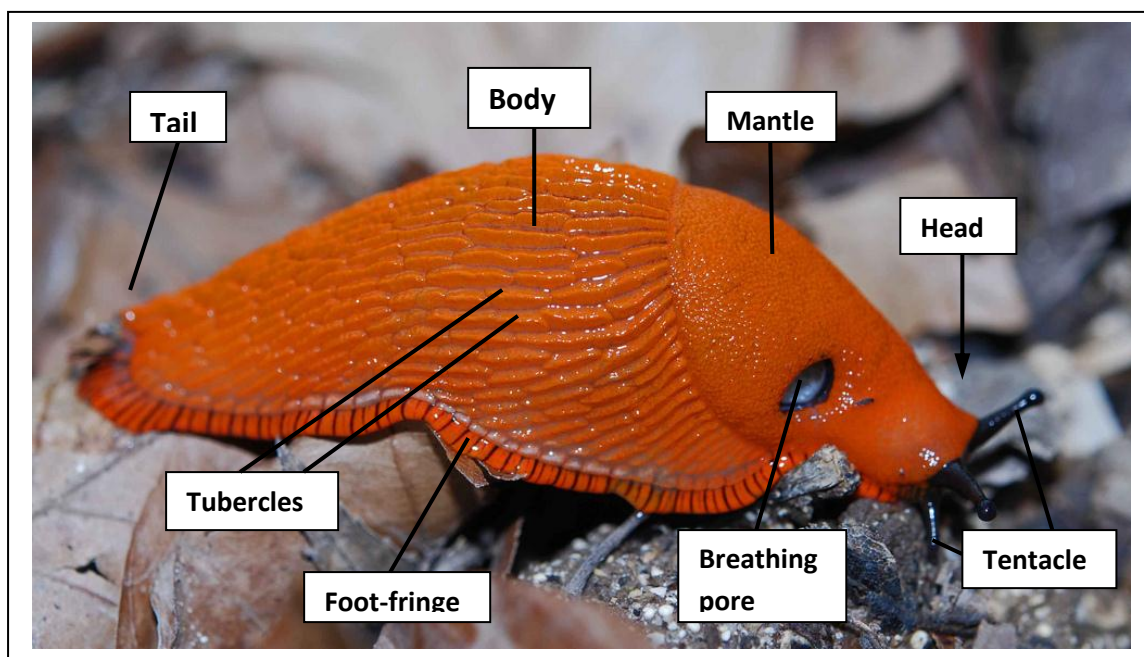 Tail
Body
Mantle
Head
Tubercles
Foot-fringe
Breathing
pore
Tentacle